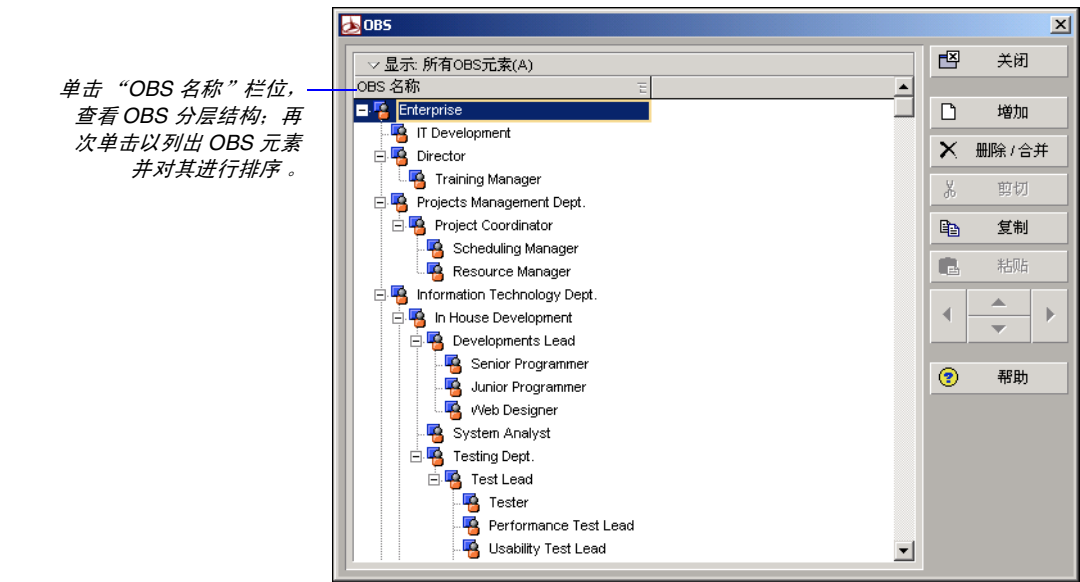 OBS
单击 “OBS 名称”栏位，
查看 OBS 分层结构；再
次单击以列出 OBS 元素
并对其进行排序 。
显示: 所有OBS元素(A)
OBS 名称
Enterprise
IT Development
Director
Training Manager
Projects Management Dept.
Project Coordinator
Scheduling Manager
Resource Manager
Information Technology Dept.
In House Development
Developments Lead
Senior Programmer
Junior Programmer
Web Designer
System Analyst
Testing Dept.
Test Lead
Tester
Performance Test Lead
Usability Test Lead
关闭
增加
删除 / 合并
剪切
复制
粘贴
帮助